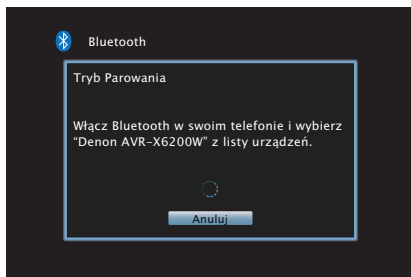 Bluetooth
Tryb Parowania
Włącz Bluetooth w swoim telefonie i wybierz
“Denon AVR-X6200W” z listy urządzeń.
Anuluj